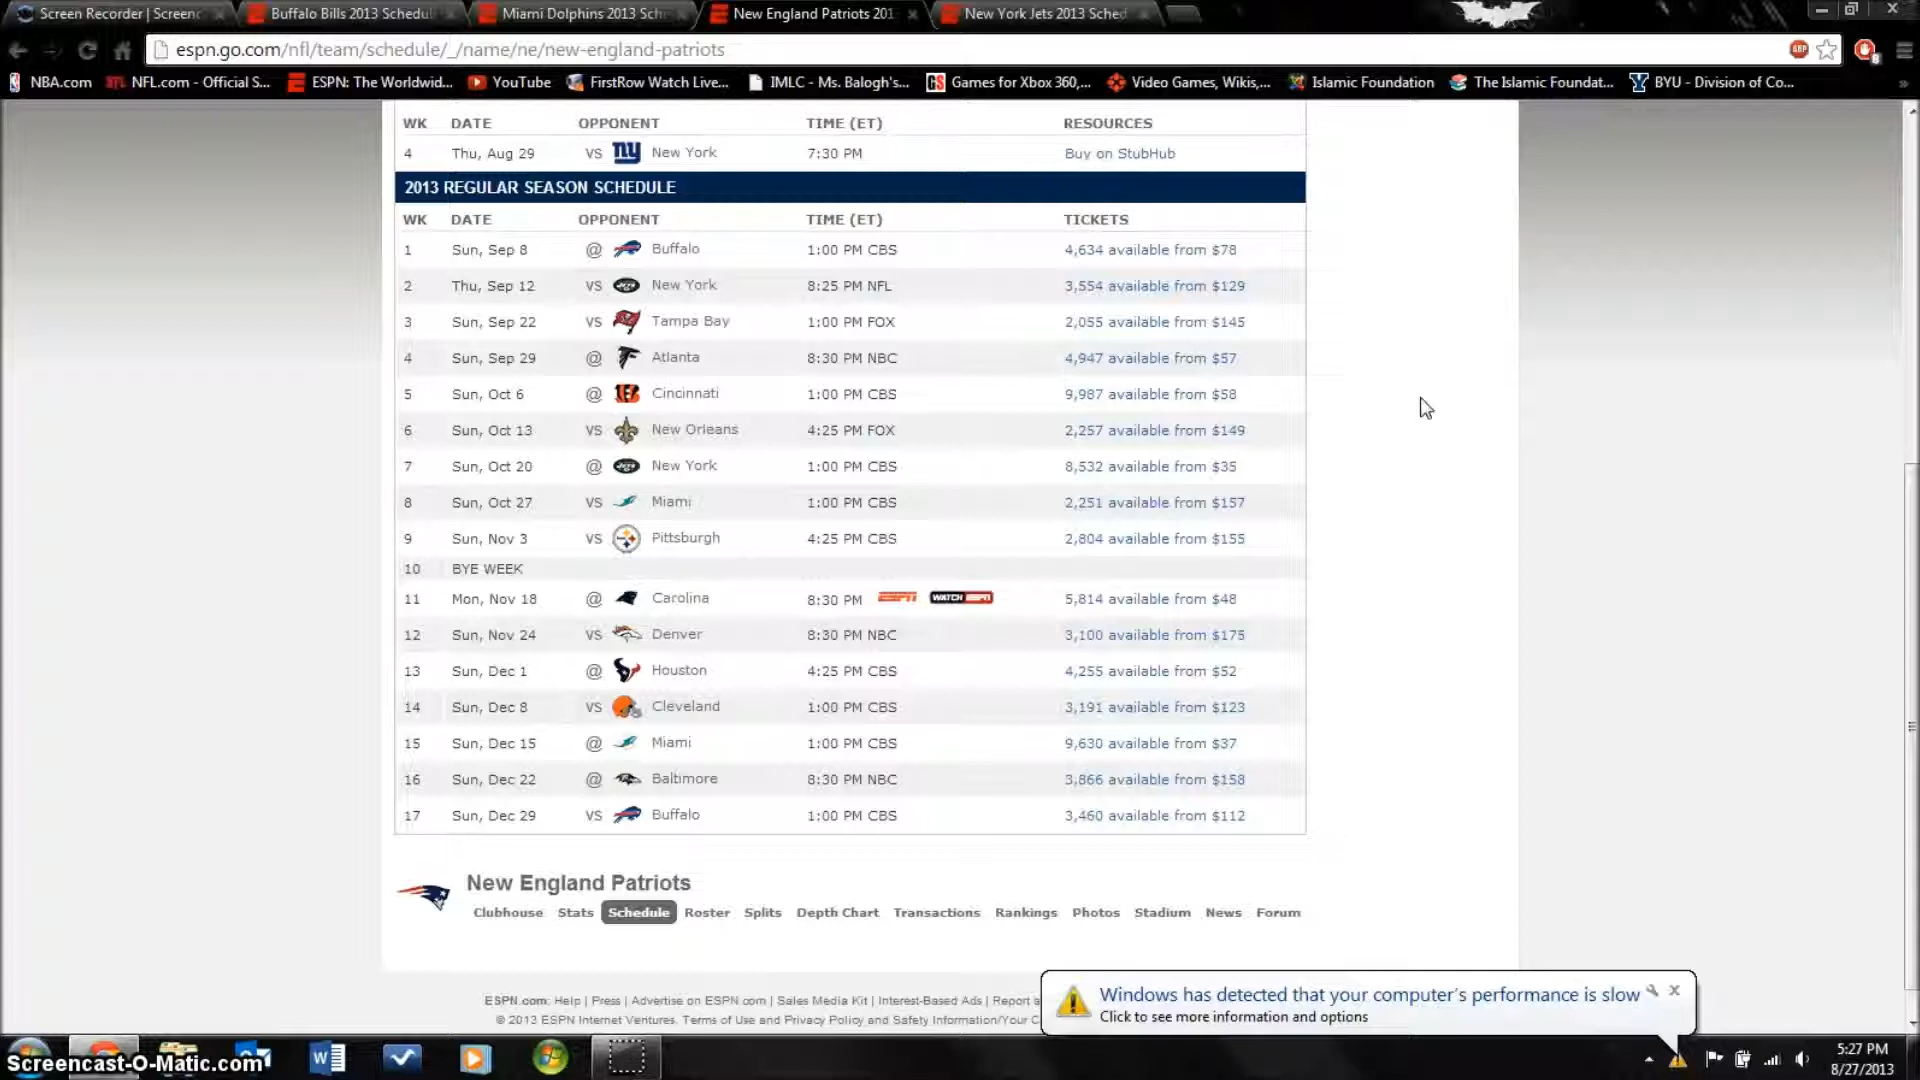 Screen Recorder | Screenc
Buffalo Bills 2013 Schedul
Miami Dolphins 2013 Sch
New England Patriots 201
New York Jets 2013 Sched
espn.go.com/nfl/team/schedule/_/name/ne/new-england-patriots
ABP
8
NBA.com NFL.com - Official S... ESPN: The Worldwid... YouTube FirstRow Watch Live... IMLC - Ms. Balogh's... Games for Xbox 360,... Video Games, Wikis,... Islamic Foundation The Islamic Foundat... BYU - Division of Co... »
WK DATE OPPONENT TIME (ET) RESOURCES
4 Thu, Aug 29 VS ny New York 7:30 PM Buy on StubHub
2013 REGULAR SEASON SCHEDULE
WK DATE OPPONENT TIME (ET) TICKETS
1 Sun, Sep 8 @ Buffalo 1:00 PM CBS 4,634 available from $78
2 Thu, Sep 12 VS New York 8:25 PM NFL 3,554 available from $129
3 Sun, Sep 22 VS Tampa Bay 1:00 PM FOX 2,055 available from $145
4 Sun, Sep 29 @ Atlanta 8:30 PM NBC 4,947 available from $57
5 Sun, Oct 6 @ Cincinnati 1:00 PM CBS 9,987 available from $58
6 Sun, Oct 13 VS New Orleans 4:25 PM FOX 2,257 available from $149
7 Sun, Oct 20 @ New York 1:00 PM CBS 8,532 available from $35
8 Sun, Oct 27 VS Miami 1:00 PM CBS 2,251 available from $157
9 Sun, Nov 3 VS Pittsburgh 4:25 PM CBS 2,804 available from $155
10 BYE WEEK
11 Mon, Nov 18 @ Carolina 8:30 PM ESPN WATCH ESPN 5,814 available from $48
12 Sun, Nov 24 VS Denver 8:30 PM NBC 3,100 available from $175
13 Sun, Dec 1 @ Houston 4:25 PM CBS 4,255 available from $52
14 Sun, Dec 8 VS Cleveland 1:00 PM CBS 3,191 available from $123
15 Sun, Dec 15 @ Miami 1:00 PM CBS 9,630 available from $37
16 Sun, Dec 22 @ Baltimore 8:30 PM NBC 3,866 available from $158
17 Sun, Dec 29 VS Buffalo 1:00 PM CBS 3,460 available from $112
New England Patriots
Clubhouse Stats Schedule Roster Splits Depth Chart Transactions Rankings Photos Stadium News Forum
ESPN.com: Help | Press | Advertise on ESPN.com | Sales Media Kit | Interest-Based Ads | Report
© 2013 ESPN Internet Ventures. Terms of Use and Privacy Policy and Safety Information/Your C
Windows has detected that your computer's performance is slow
Click to see more information and options
Screencast-O-Matic.com
5:27 PM
8/27/2013